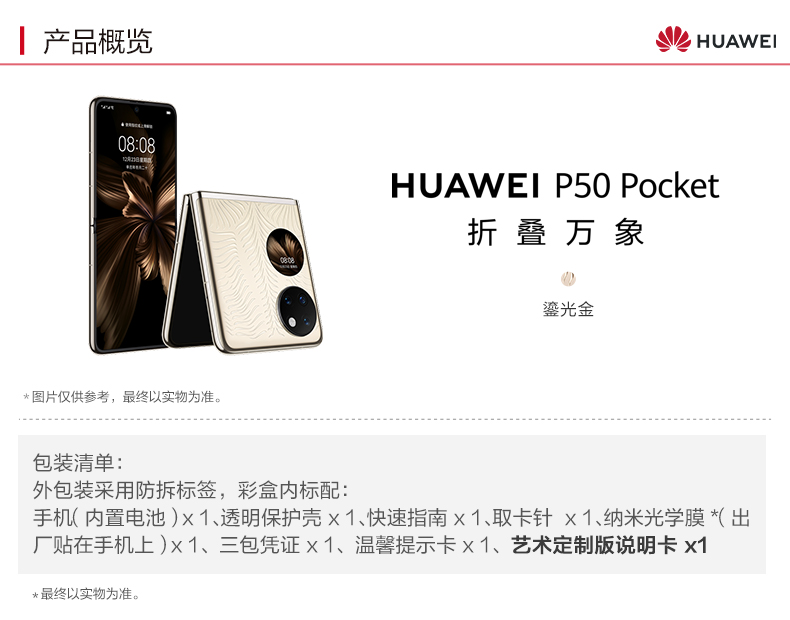 产品概览
HUAWEI
08:08
08:08
HUAWEI P50 Pocket
折叠万象
鎏光金
*图片仅供参考，最终以实物为准。
包装清单：
外包装采用防拆标签，彩盒内标配：
手机( 内置电池 ) x 1、透明保护壳 x 1、快速指南 x 1、取卡针 x 1、纳米光学膜 *( 出
厂贴在手机上 ) x 1、三包凭证 x 1、温馨提示卡 x 1、艺术定制版说明卡 x1
*最终以实物为准。